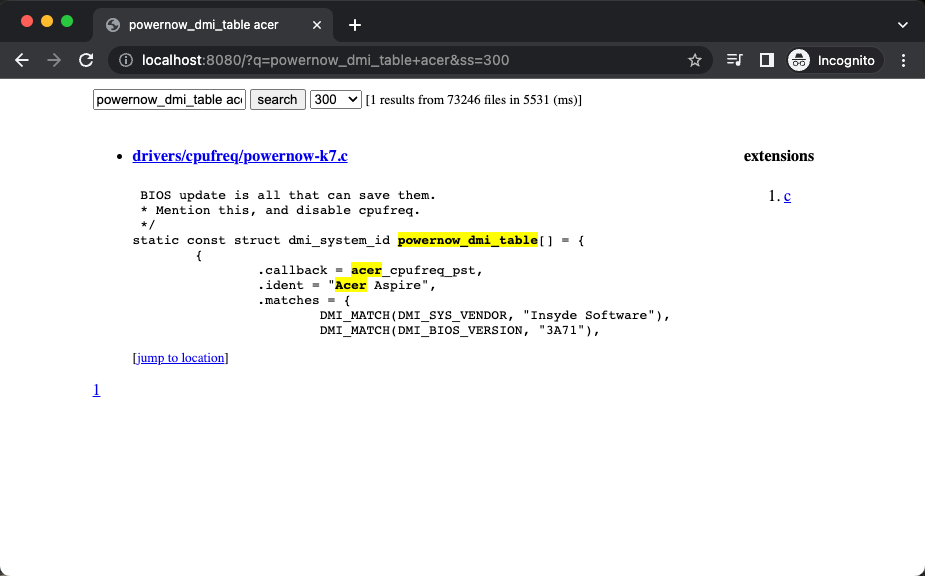 powernow_dmi_table acer
localhost:8080/?q=powernow_dmi_table+acer&ss=300
Incognito
powernow_dmi_table ac
search
300
[1 results from 73246 files in 5531 (ms)]
drivers/cpufreq/powernow-k7.c
extensions
1. c
BIOS update is all that can save them.
* Mention this, and disable cpufreq.
*/
static const struct dmi_system_id powernow_dmi_table[] = {
{
.callback = acer_cpufreq_pst,
.ident = "Acer Aspire",
.matches = {
DMI_MATCH(DMI_SYS_VENDOR, "Insyde Software"),
DMI_MATCH(DMI_BIOS_VERSION, "3A71"),
[jump to location]
1